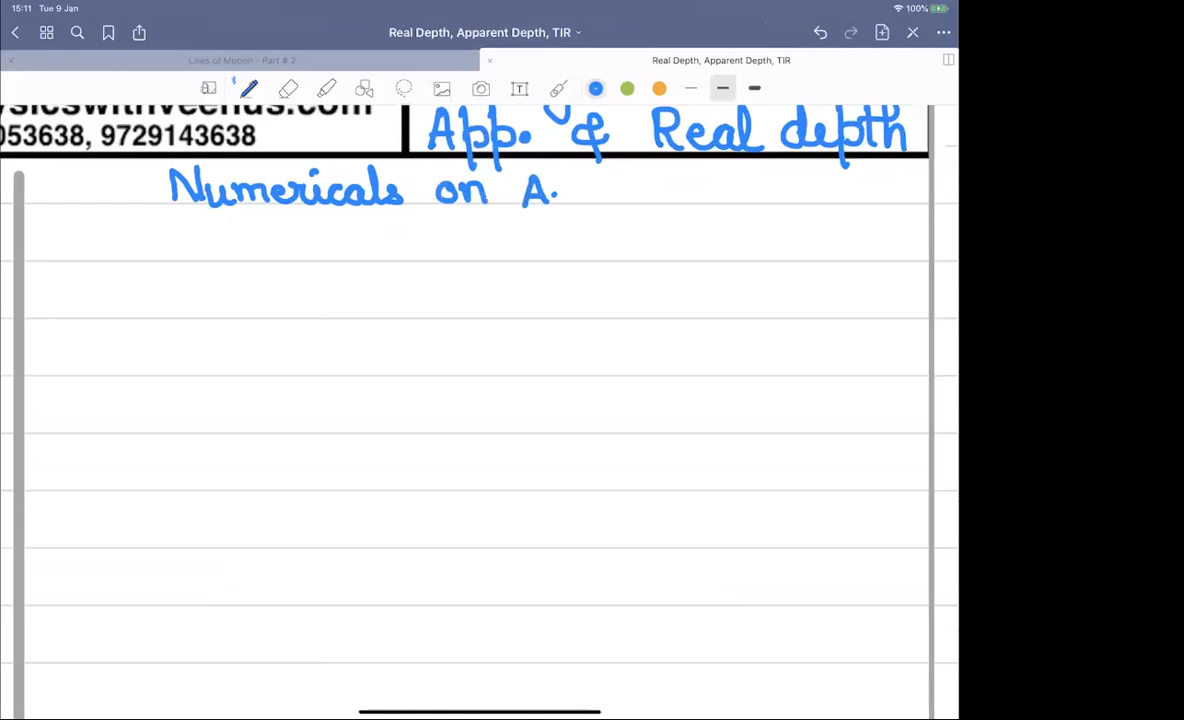 15:11 Tue 9 Jan
100%
Real Depth, Apparent Depth, TIR
Laws of Motion - Part # 2
Real Depth, Apparent Depth, TIR
053638, 9729143638
App. & Real depth
Numericals on A.